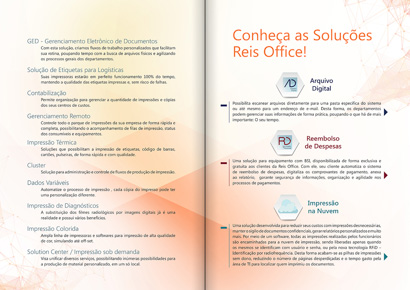 GED - Gerenciamento Eletrônico de Documentos
Com esta solução, criamos fluxos de trabalho personalizados que facilitam
sua rotina, poupando tempo com a busca de arquivos físicos e agilizando
os processos gerais dos departamentos.
Solução de Etiquetas para Logísticas
Suas impressoras estarão em perfeito funcionamento 100% do tempo,
mantendo a qualidade das etiquetas impressas e, sem risco de falhas.
Contabilização
Permite organização para gerenciar a quantidade de impressões e cópias
dos seus centros de custos.
Gerenciamento Remoto
Controle todo o parque de impressões da sua empresa de forma rápida e
completa, possibilitando o acompanhamento de filas de impressão, status
dos consumíveis e equipamentos.
Impressão Térmica
Soluções que possibilitam a impressão de etiquetas, código de barras,
cartões, pulseiras, de forma rápida e com qualidade.
Cluster
Solução para administração e controle de fluxos de produção de impressão.
Dados Variáveis
Automatize o processo de impressão , cada cópia do impresso pode ter
uma personalização diferente.
Impressão de Diagnósticos
A substituição dos filmes radiológicos por imagens digitais já é uma
realidade e possui vários benefícios
Impressão Colorida
Ampla linha de impressoras e softwares para impressão de alta qualidade
de cor, simulando até off-set.
Solution Center / Impressão sob demanda
Visa unificar diversos serviços, possibilitando inúmeras possibilidades para
a produção de material personalizado, em um só local.
Conheça as Soluções
Reis Office!
AD
Arquivo
Digital
Possibilita escanear arquivos diretamente para uma pasta específica do sistema
ou até mesmo para um endereço de e-mail. Desta forma, os departamentos
podem gerenciar suas informações de forma prática, poupando o que há de mais
importante: O seu tempo.
RD
Reembolso
de Despesas
Uma solução para equipamento com BSI, disponibilizada de forma exclusiva e
gratuita aos clientes da Reis Office. Com ele, seu cliente automatiza o sistema
de reembolso de despesas, digitaliza os comprovantes de pagamento, anexa
ao relatório, garante segurança de informações, organização e agilidade nos
processos de pagamentos.
Impressão
na Nuvem
Uma solução desenvolvida para reduzir seus custos com impressões desnecessárias,
manter o sigilo de documentos confidenciais, gerar relatórios personalizados e muito
mais. Por meio de um software, todas as impressões realizadas pelos funcionários
são encaminhadas para a nuvem de impressão, sendo liberadas apenas quando
os mesmos se identificam com usuário e senha, ou pela nova tecnologia RFID –
Identificação por radiofrequência. Desta forma acabam-se as pilhas de impressões
sem dono, reduzindo o número de páginas desperdiçadas e o tempo gasto pela
área de TI para localizar quem imprimiu os documentos.